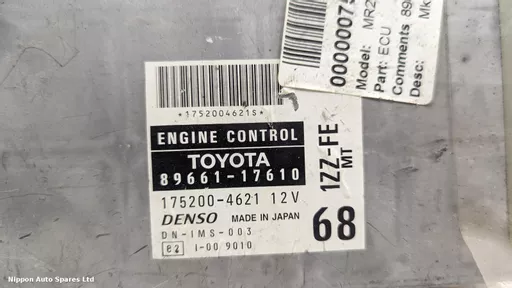 *1752004621S*
ENGINE CONTROL
TOYOTA
89661-17610
175200-4621 12V
DENSO MADE IN JAPAN
DN-IMS-003
82 I-00 9010
1ZZ-FE
MT
68
Model: MR2
Part: ECU
Comments 89
Desc: Mk
Nippon Auto Spares Ltd